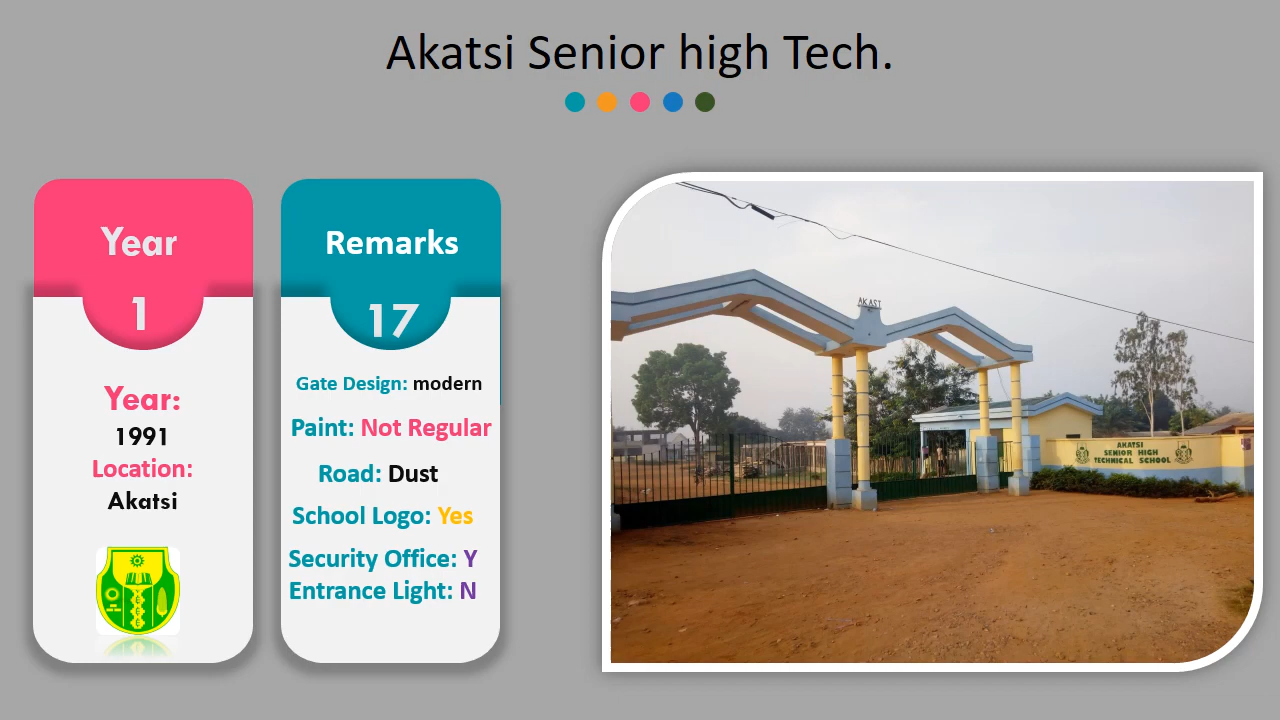 Akatsi Senior high Tech.
Year
1
Year:
1991
Location:
Akatsi
Remarks
17
Gate Design: modern
Paint: Not Regular
Road: Dust
School Logo: Yes
Security Office: Y
Entrance Light: N
AKAST
AKATSI
SENIOR HIGH
TECHNICAL SCHOOL